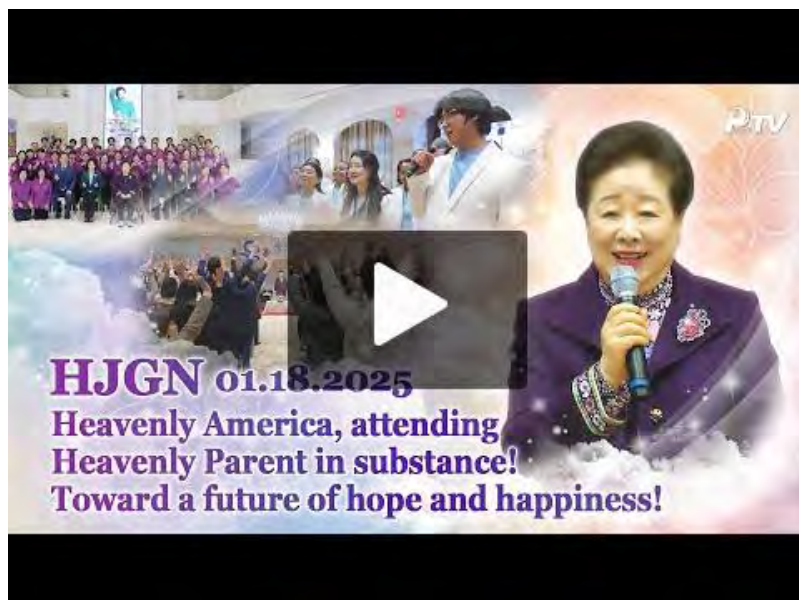 PTV
HJGN 01.18.2025
Heavenly America, attending
Heavenly Parent in substance!
Toward a future of hope and happiness!